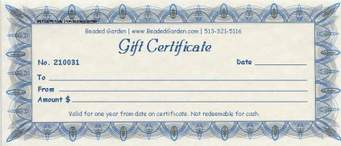 Beaded Garden | www.BeadedGarden.com | 513-321-5116
Gift Certificate
No. 210031 Date
To
From
Amount $
Valid for one year from date on certificate. Not redeemable for cash.